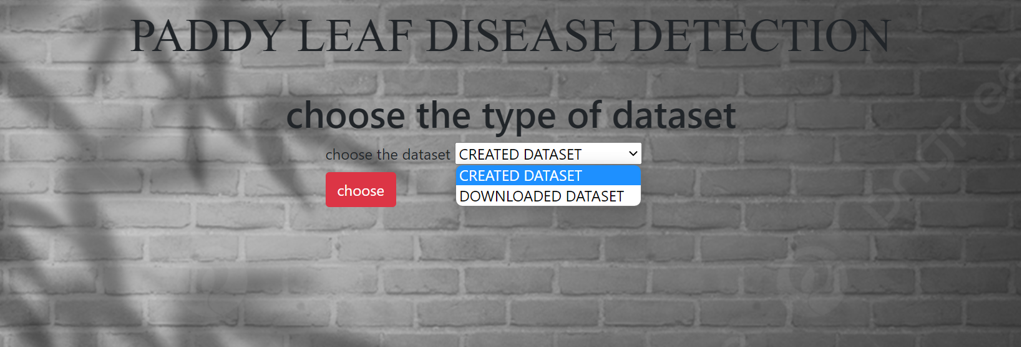 PADDY LEAF DISEASE DETECTION
choose the type of dataset
choose the dataset CREATED DATASET
CREATED DATASET
choose DOWNLOADED DATASET